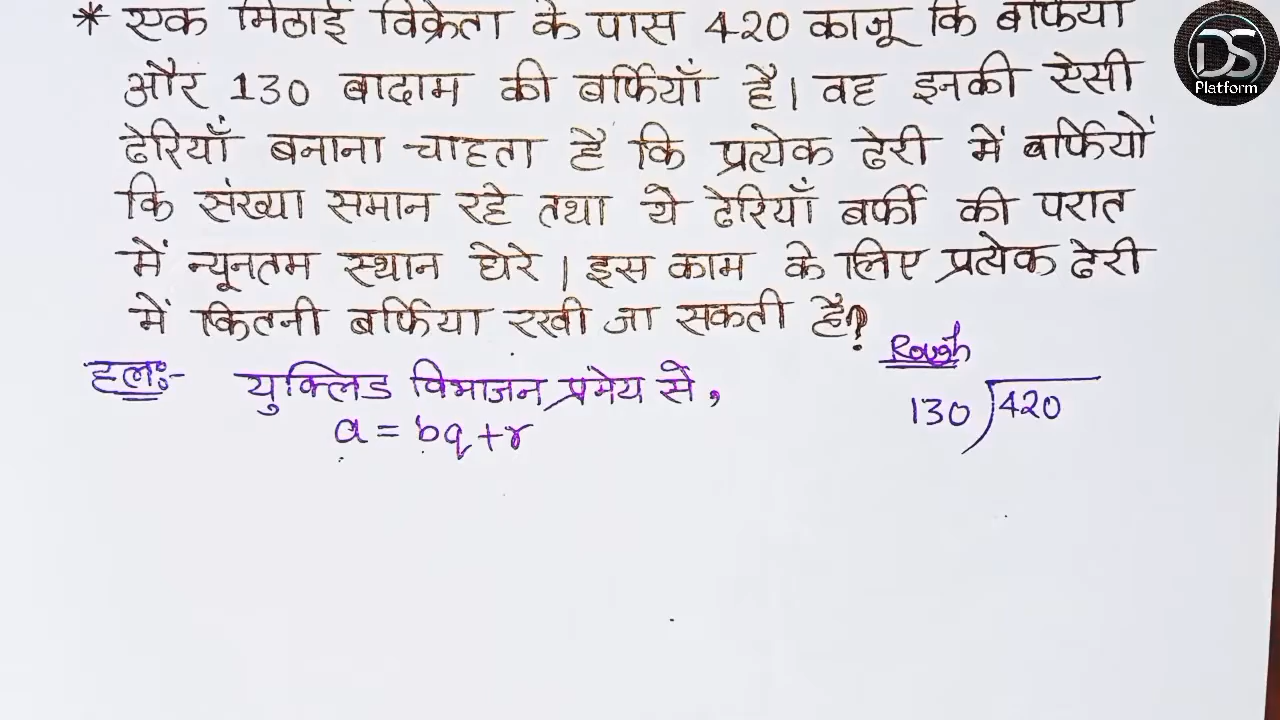 * एक मिठाई विक्रेता के पास 420 काजू कि बर्फिया
और 130 बादाम की बर्फियाँ है। वह इनकी ऐसी
ढेरियाँ बनाना चाहता है कि प्रत्येक ढेरी में बर्फियों
कि संख्या समान रहे तथा ये ढेरियाँ बर्फी की परात
में न्यूनतम स्थान घेरे। इस काम के लिए प्रत्येक ढेरी
में कितनी बर्फिया रखी जा सकती है?
हलः- युक्लिड विभाजन प्रमेय से,
a = bq + r
Rough
130 ) 420
DS
Platform